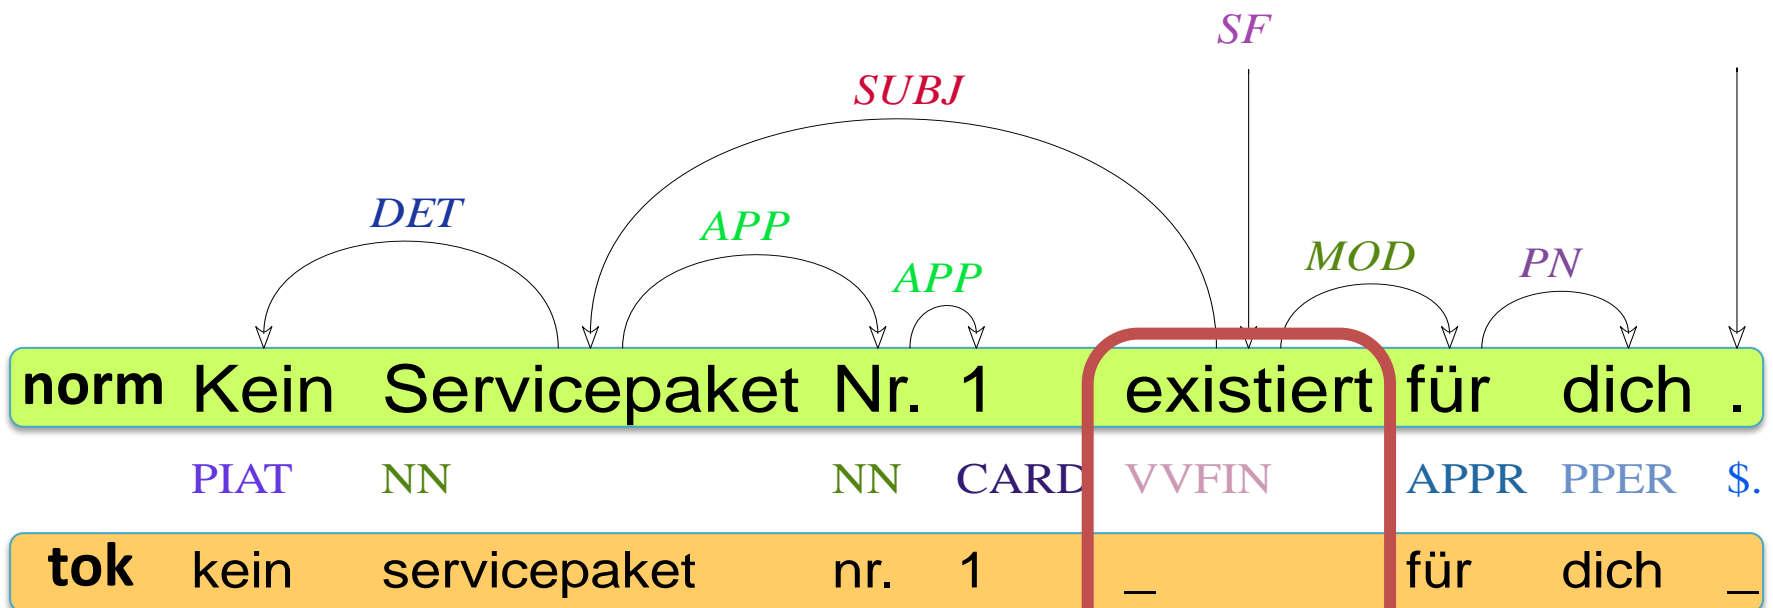 SF
SUBJ
DET APP
APP MOD PN
norm Kein Servicepaket Nr. 1 existiert für dich .
PIAT NN NN CARD VVFIN APPR PPER $.
tok kein servicepaket nr. 1 _ für dich _